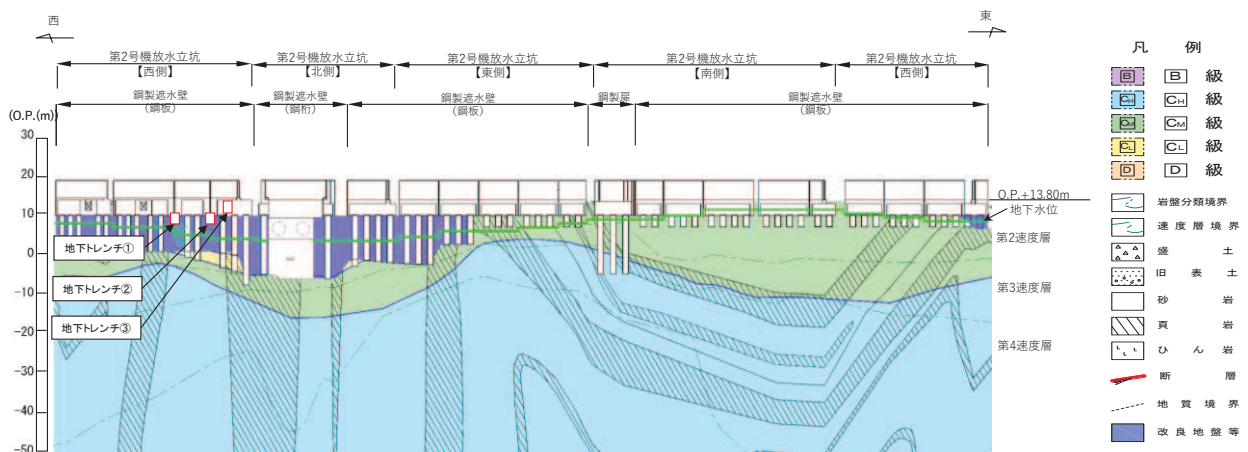 西
東
第2号機放水立坑
【西側】
第2号機放水立坑
【北側】
第2号機放水立坑
【東側】
第2号機放水立坑
【南側】
第2号機放水立坑
【西側】
鋼製遮水壁
(鋼板)
鋼製遮水壁
(鋼桁)
鋼製遮水壁
(鋼板)
鋼製扉
鋼製遮水壁
(鋼板)
(O.P.(m))
30
20
10
0
-10
-20
-30
-40
-50
O.P.+13.80m
地下水位
第2速度層
第3速度層
第4速度層
地下トレンチ①
地下トレンチ②
地下トレンチ③
凡 例
B B 級
CH CH 級
CM CM 級
CL CL 級
D D 級
岩盤分類境界
速度層境界
盛土
旧表土
砂岩
頁岩
ひん岩
断層
地質境界
改良地盤等